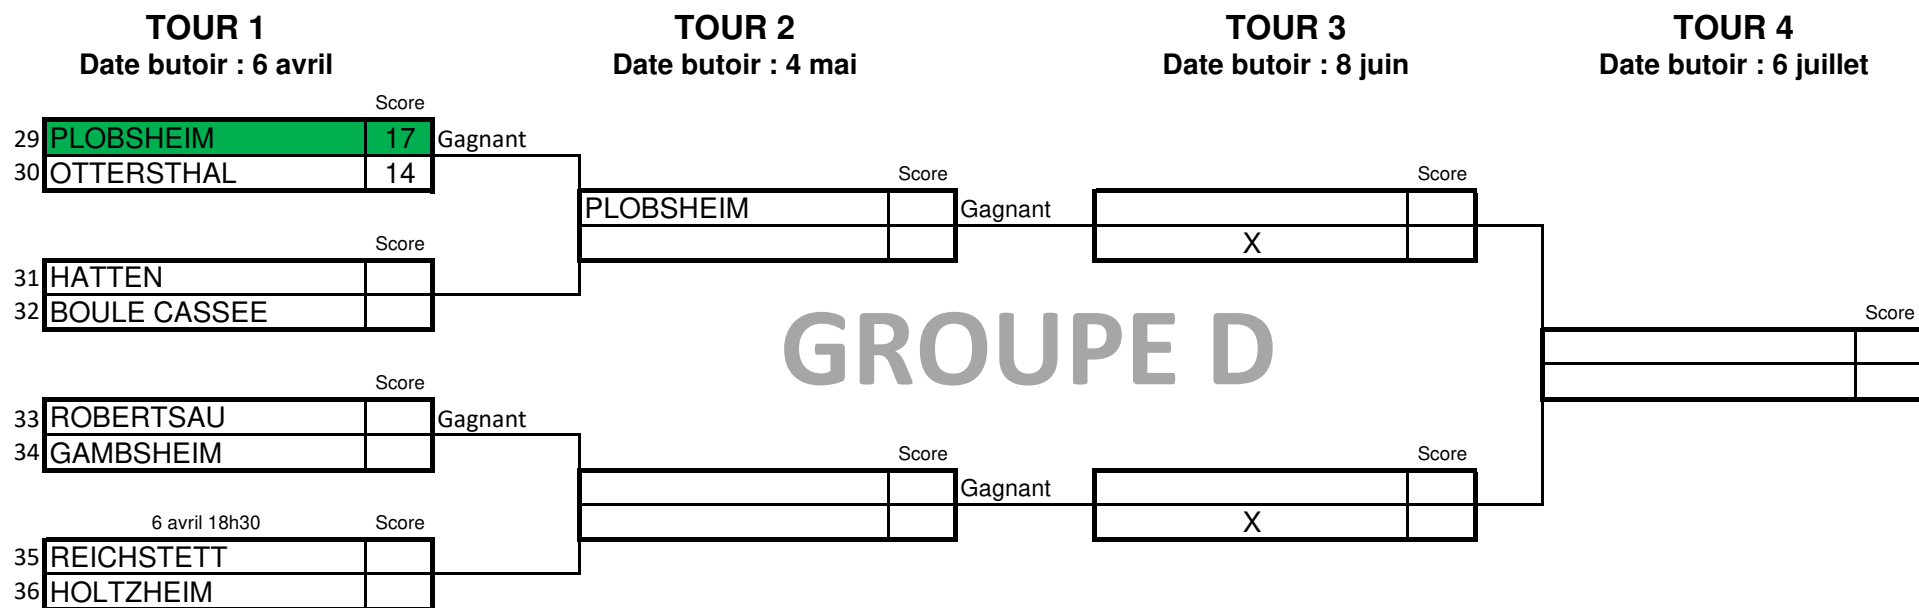 TOUR 1 TOUR 2 TOUR 3 TOUR 4
Date butoir : 6 avril Date butoir : 4 mai Date butoir : 8 juin Date butoir : 6 juillet
Score
29 PLOBSHEIM 17 Gagnant
30 OTTERSTHAL 14 Score Score
PLOBSHEIM Gagnant
Score X
31 HATTEN
32 BOULE CASSEE Score
GROUPE D
Score
33 ROBERTSAU Gagnant
34 GAMBSHEIM Score Score
Gagnant
6 avril 18h30 Score X
35 REICHSTETT
36 HOLTZHEIM